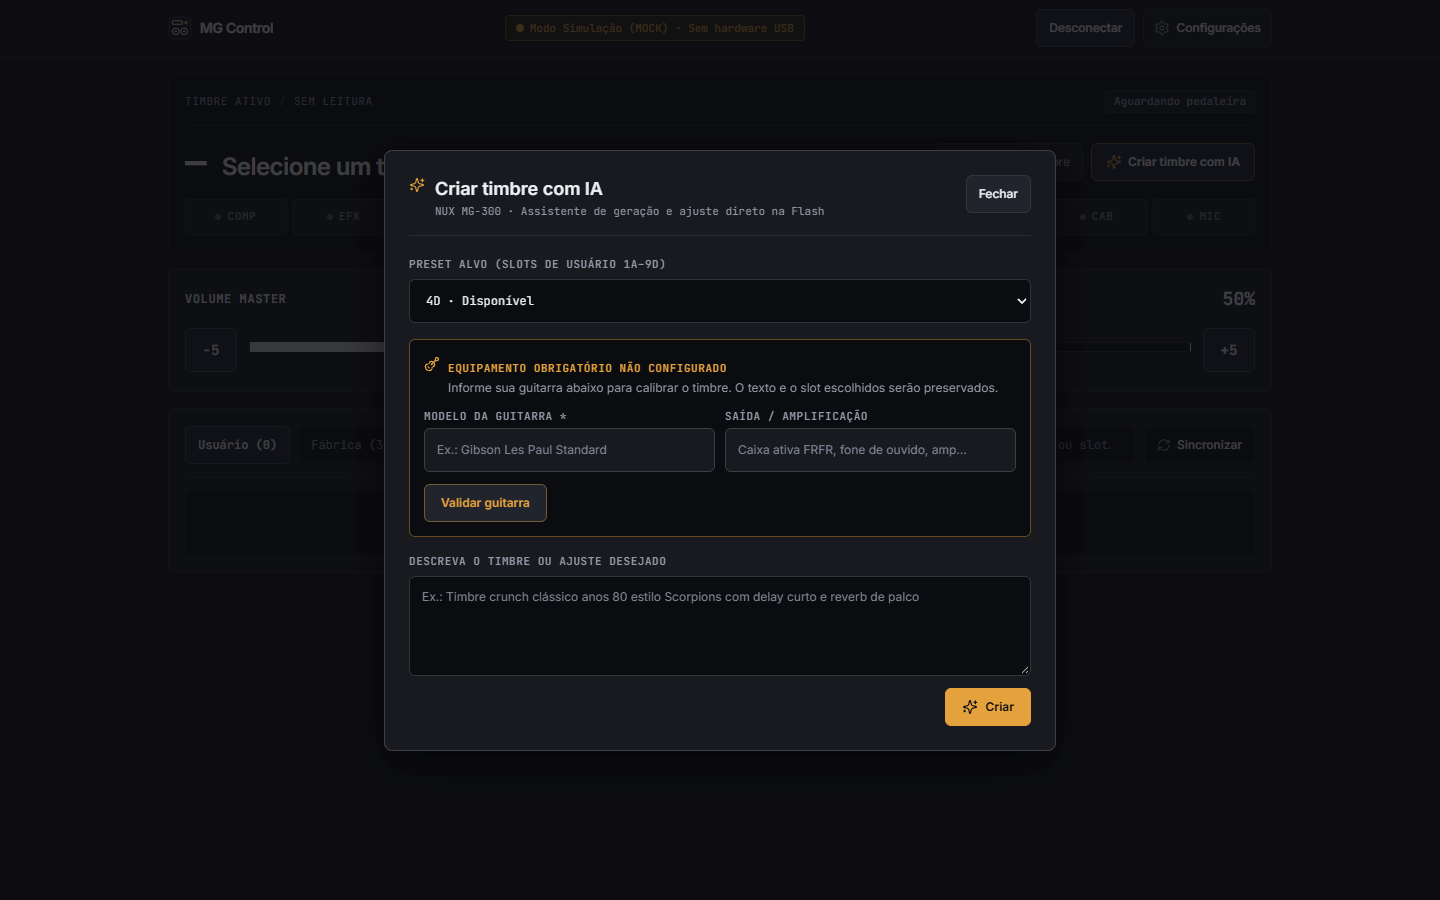 MG Control
Modo Simulação (MOCK) · Sem hardware USB
Desconectar
Configurações
TIMBRE ATIVO / SEM LEITURA
Aguardando pedaleira
Selecione um t
Criar timbre com IA
COMP
EFX
CAB
MIC
VOLUME MASTER
50%
-5
+5
Usuário (0)
Fábrica (3
ou slot.
Sincronizar
Criar timbre com IA
NUX MG-300 · Assistente de geração e ajuste direto na Flash
Fechar
PRESET ALVO (SLOTS DE USUÁRIO 1A–9D)
4D · Disponível
EQUIPAMENTO OBRIGATÓRIO NÃO CONFIGURADO
Informe sua guitarra abaixo para calibrar o timbre. O texto e o slot escolhidos serão preservados.
MODELO DA GUITARRA *
SAÍDA / AMPLIFICAÇÃO
Ex.: Gibson Les Paul Standard
Caixa ativa FRFR, fone de ouvido, amp...
Validar guitarra
DESCREVA O TIMBRE OU AJUSTE DESEJADO
Ex.: Timbre crunch clássico anos 80 estilo Scorpions com delay curto e reverb de palco
Criar